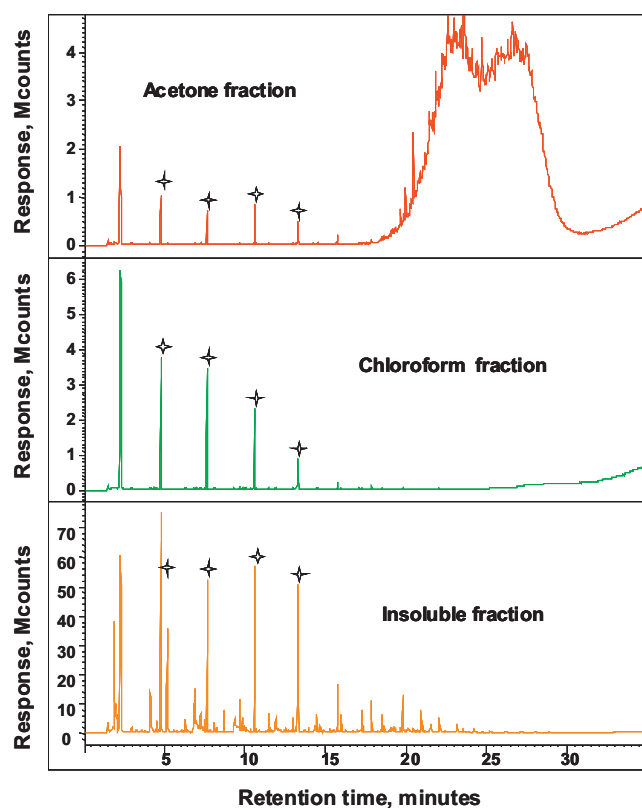 Response, Mcounts
4
3
2
1
0
Acetone fraction
Response, Mcounts
6
5
4
3
2
1
0
Chloroform fraction
Response, Mcounts
70
60
50
40
30
20
10
0
Insoluble fraction
5 10 15 20 25 30
Retention time, minutes